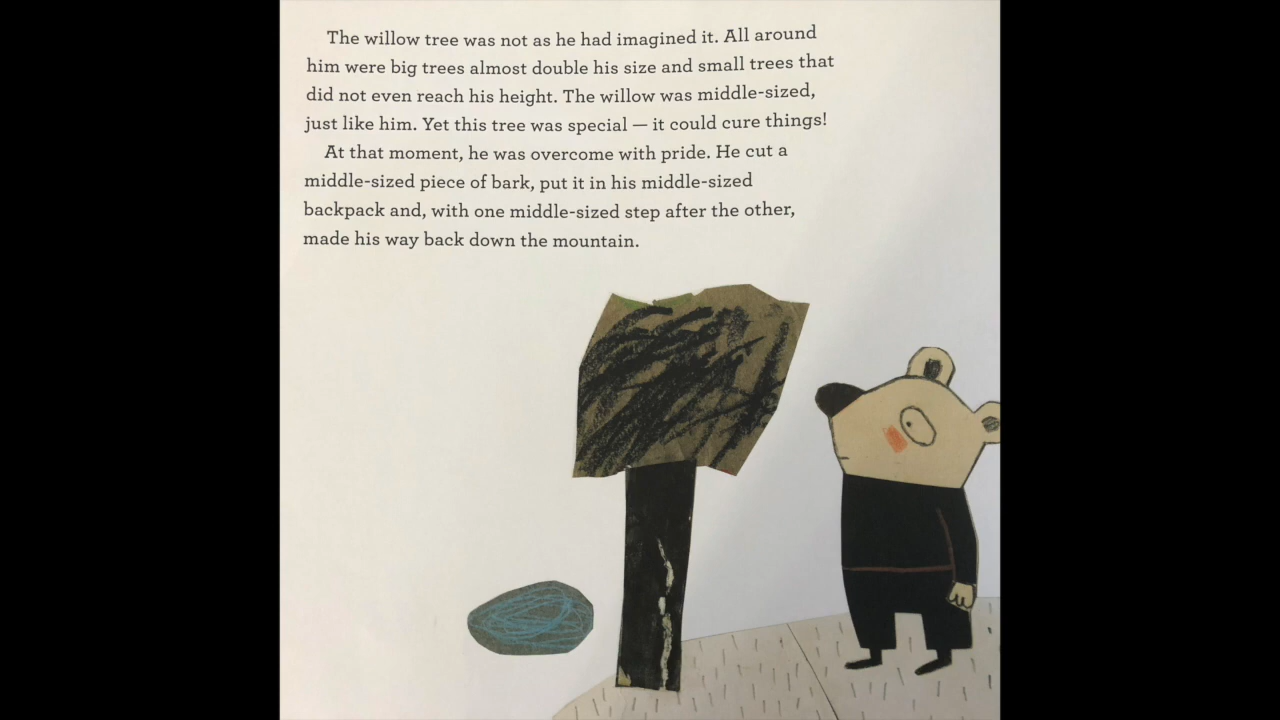 The willow tree was not as he had imagined it. All around
him were big trees almost double his size and small trees that
did not even reach his height. The willow was middle-sized,
just like him. Yet this tree was special — it could cure things!
At that moment, he was overcome with pride. He cut a
middle-sized piece of bark, put it in his middle-sized
backpack and, with one middle-sized step after the other,
made his way back down the mountain.